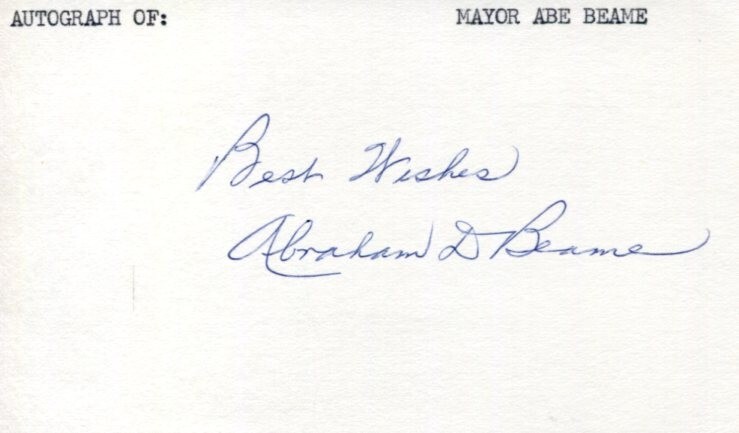 AUTOGRAPH OF: MAYOR ABE BEAME
Best Wishes
Abraham D Beame